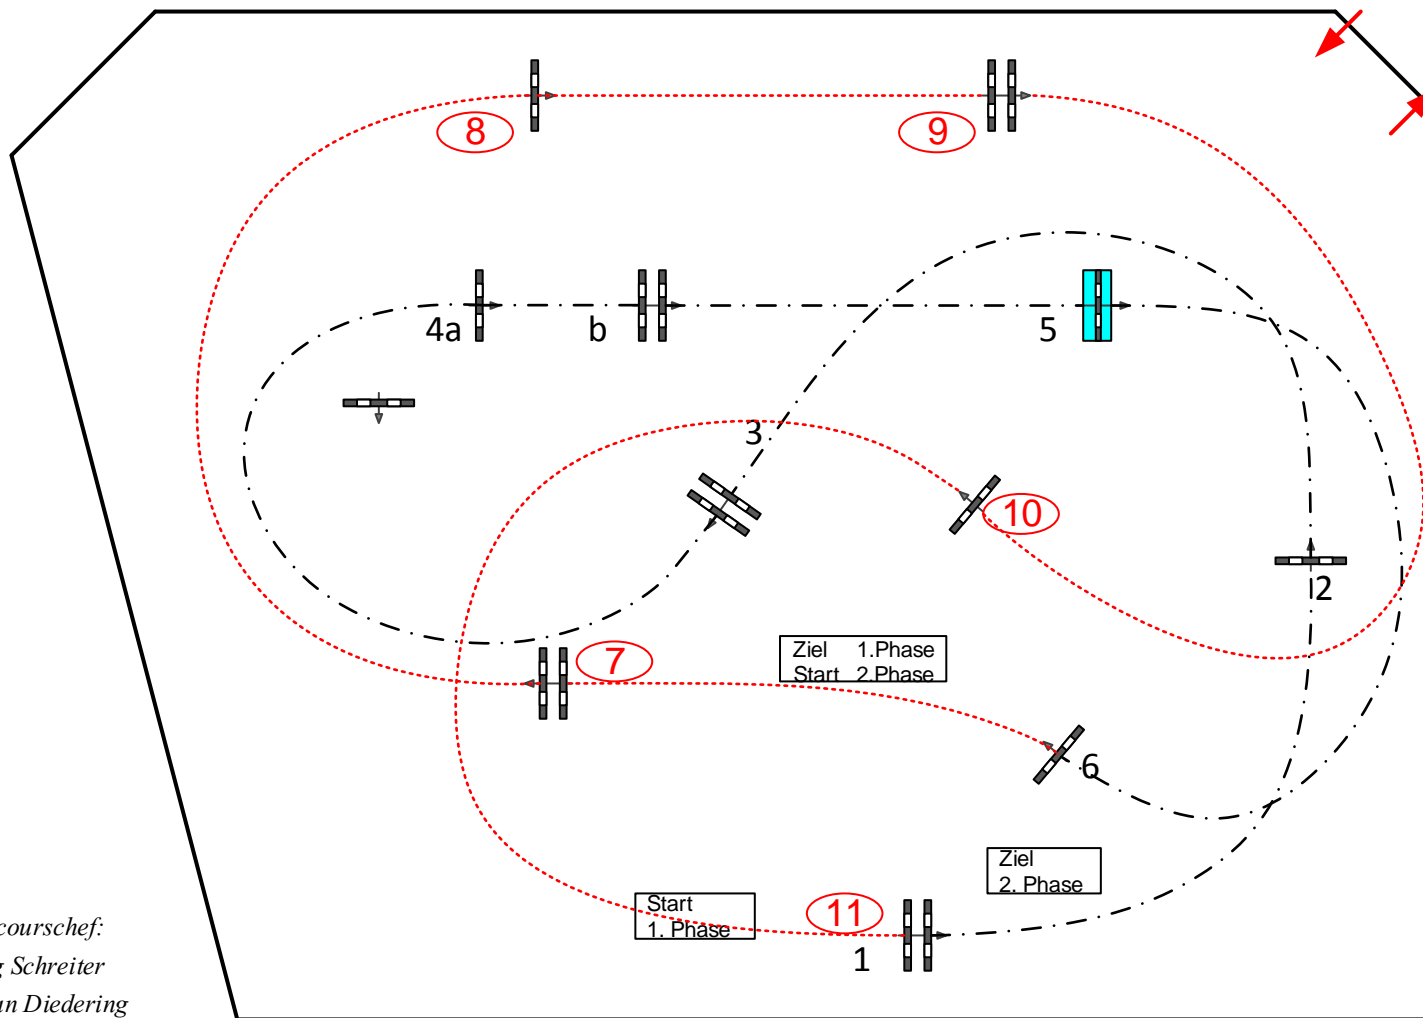 8
9
4a
b
5
3
10
2
7
Ziel 1.Phase
Start 2.Phase
6
Ziel
2. Phase
Start
1. Phase
11
1
Schreiter
Diedering